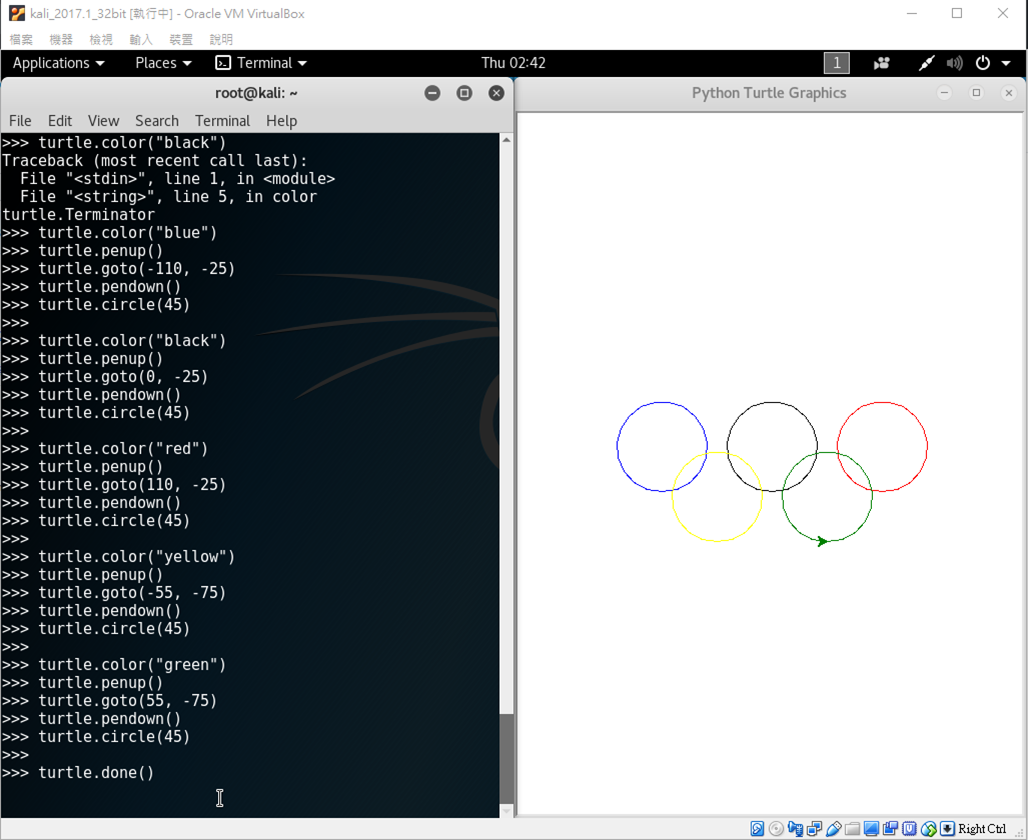 kali_2017.1_32bit [執行中] - Oracle VM VirtualBox
檔案 機器 檢視 輸入 裝置 說明
Applications Places Terminal Thu 02:42 1
root@kali: ~
File Edit View Search Terminal Help
>>> turtle.color("black")
Traceback (most recent call last):
  File "<stdin>", line 1, in <module>
  File "<string>", line 5, in color
turtle.Terminator
>>> turtle.color("blue")
>>> turtle.penup()
>>> turtle.goto(-110, -25)
>>> turtle.pendown()
>>> turtle.circle(45)
>>>
>>> turtle.color("black")
>>> turtle.penup()
>>> turtle.goto(0, -25)
>>> turtle.pendown()
>>> turtle.circle(45)
>>>
>>> turtle.color("red")
>>> turtle.penup()
>>> turtle.goto(110, -25)
>>> turtle.pendown()
>>> turtle.circle(45)
>>>
>>> turtle.color("yellow")
>>> turtle.penup()
>>> turtle.goto(-55, -75)
>>> turtle.pendown()
>>> turtle.circle(45)
>>>
>>> turtle.color("green")
>>> turtle.penup()
>>> turtle.goto(55, -75)
>>> turtle.pendown()
>>> turtle.circle(45)
>>>
>>> turtle.done()
Python Turtle Graphics
Right Ctrl